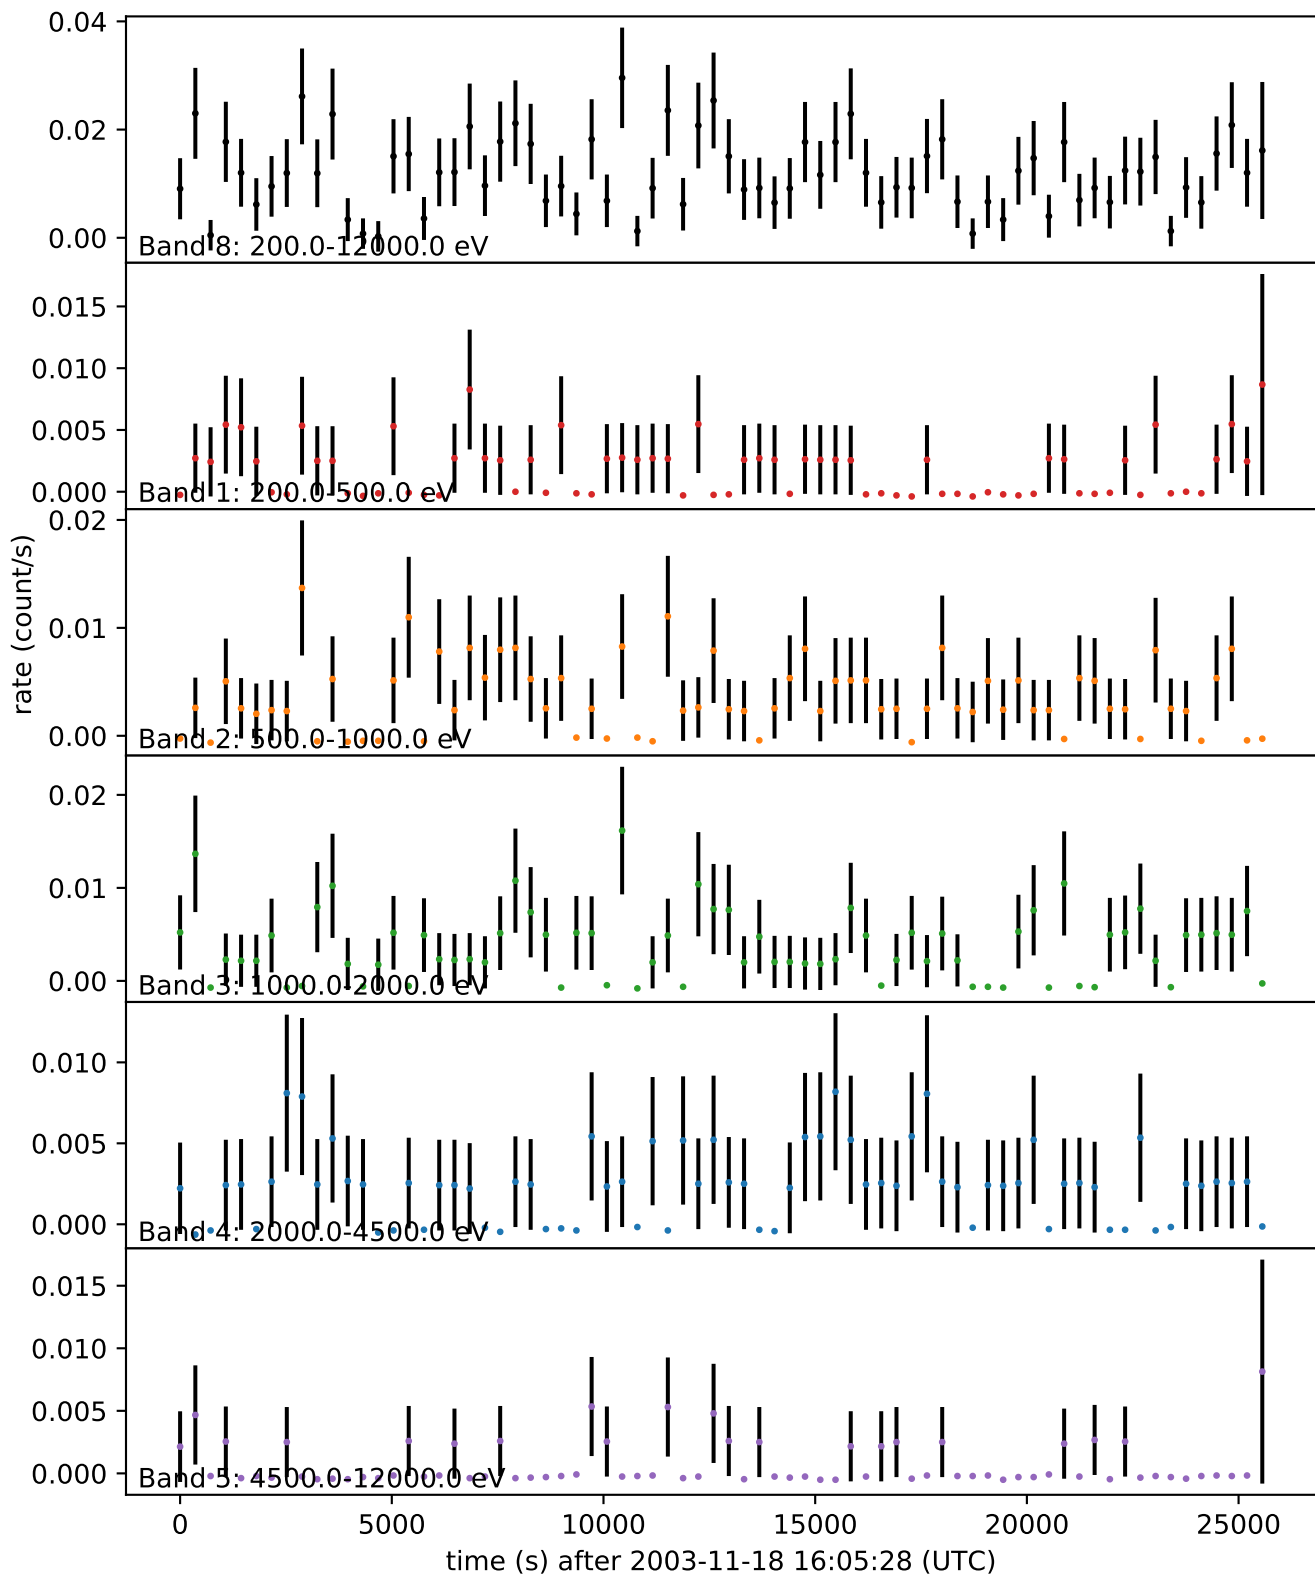 0.04
0.02
0.00
Band 8: 200.0-12000.0 eV
0.015
0.010
0.005
0.000
Band 1: 200.0-500.0 eV
0.02
0.01
0.00
Band 2: 500.0-1000.0 eV
rate (count/s)
0.02
0.01
0.00
Band 3: 1000.0-2000.0 eV
0.010
0.005
0.000
Band 4: 2000.0-4500.0 eV
0.015
0.010
0.005
0.000
Band 5: 4500.0-12000.0 eV
0 5000 10000 15000 20000 25000
time (s) after 2003-11-18 16:05:28 (UTC)